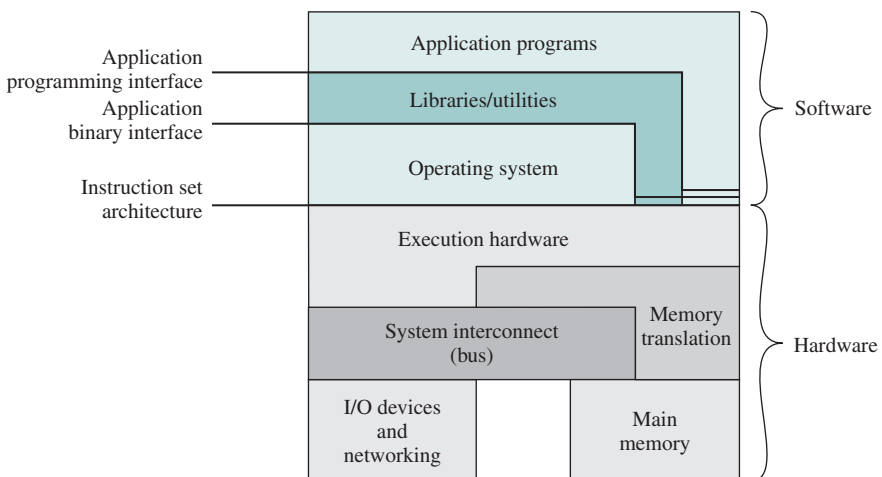 Application programs
Application
programming interface
Libraries/utilities
Application
binary interface
Software
Operating system
Instruction set
architecture
Execution hardware
Memory
translation
System interconnect
(bus)
Hardware
I/O devices
and
networking
Main
memory